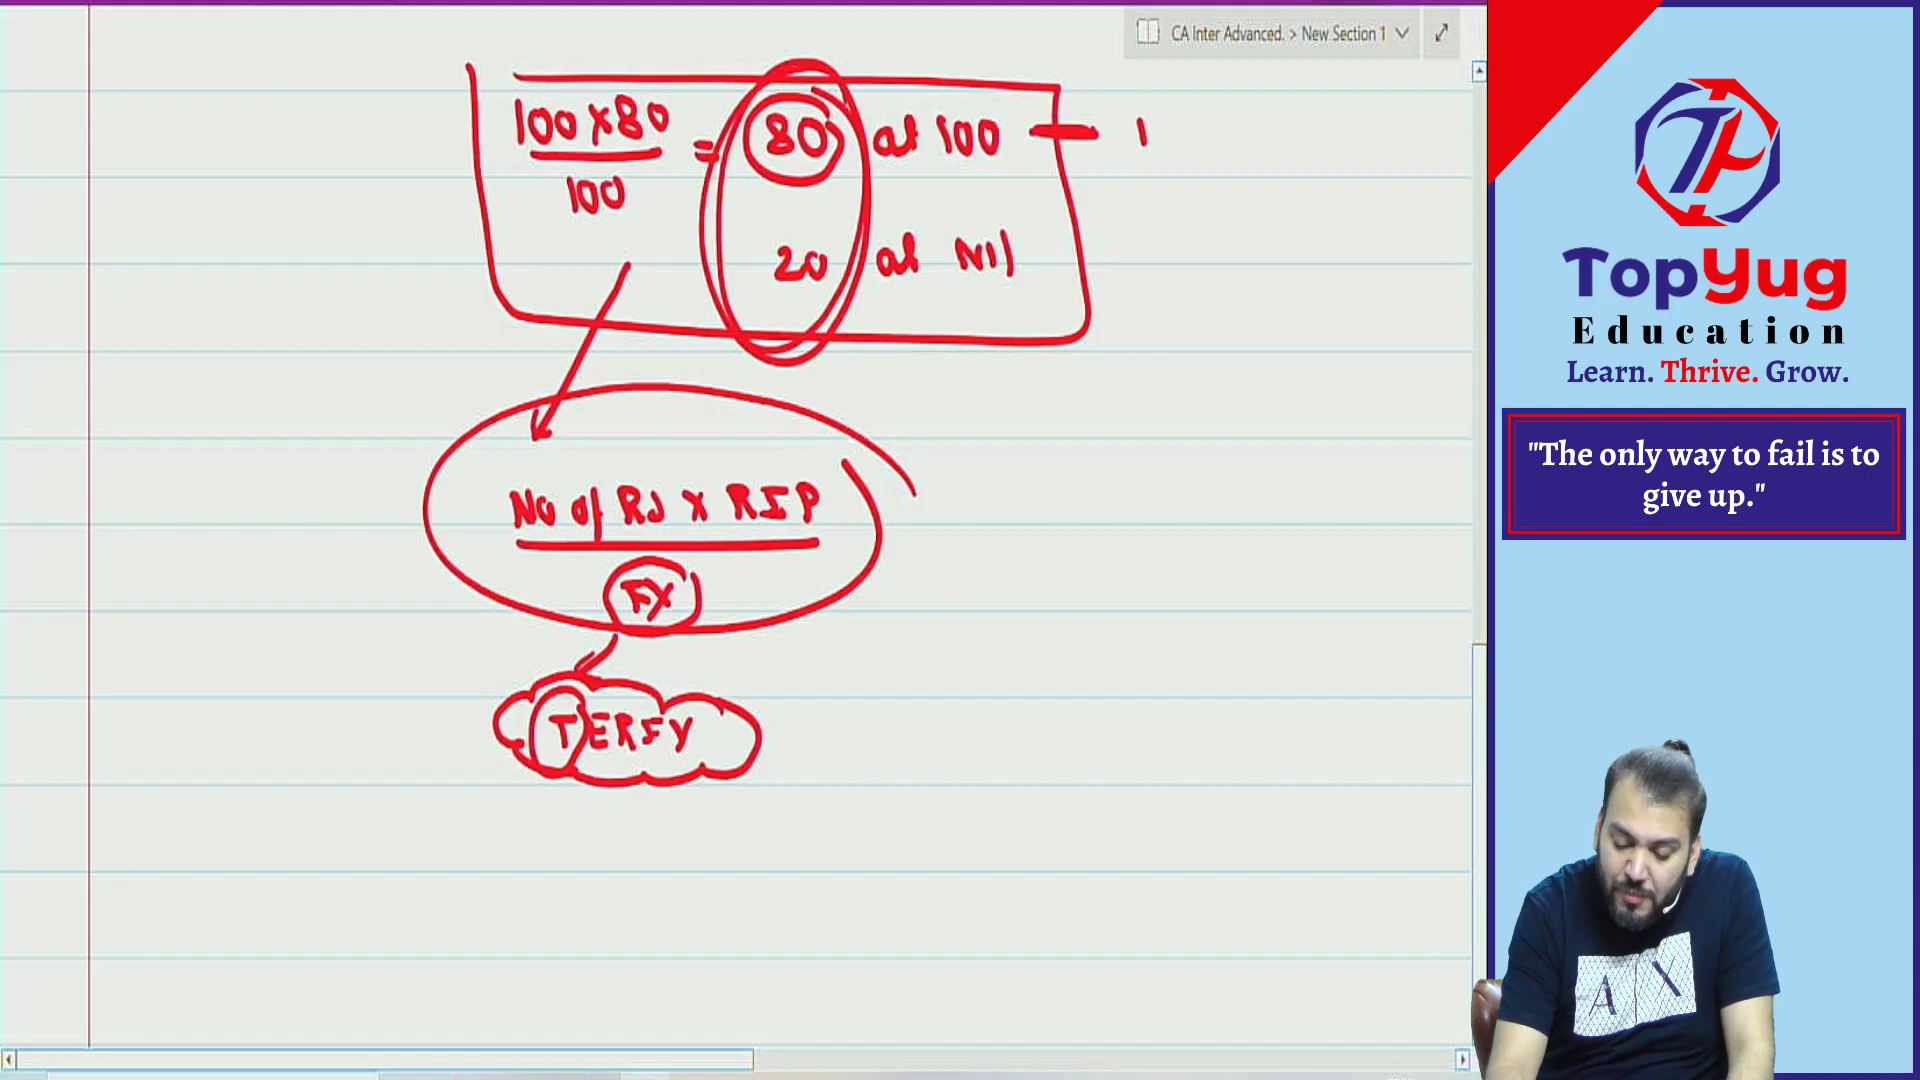 CA Inter Advanced. > New Section 1
100 x 80
100
= 80 at 100 — 1
20 at Nil
No of RS x RIP
FX
TERFY
TopYug
Education
Learn. Thrive. Grow.
"The only way to fail is to
give up."
A X